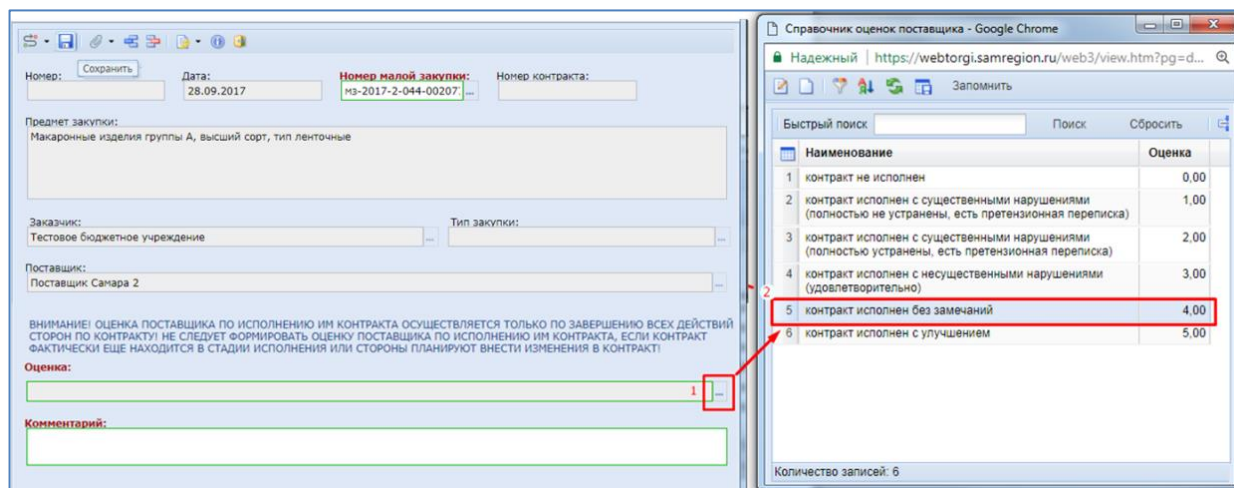 Сохранить
Номер:
Дата:
Номер малой закупки:
Номер контракта:
28.09.2017
мз-2017-2-044-00207
...
Предмет закупки:
Макаронные изделия группы А, высший сорт, тип ленточные
Заказчик:
Тип закупки:
Тестовое бюджетное учреждение
...
...
Поставщик:
Поставщик Самара 2
...
ВНИМАНИЕ! ОЦЕНКА ПОСТАВЩИКА ПО ИСПОЛНЕНИЮ ИМ КОНТРАКТА ОСУЩЕСТВЛЯЕТСЯ ТОЛЬКО ПО ЗАВЕРШЕНИЮ ВСЕХ ДЕЙСТВИЙ
СТОРОН ПО КОНТРАКТУ! НЕ СЛЕДУЕТ ФОРМИРОВАТЬ ОЦЕНКУ ПОСТАВЩИКА ПО ИСПОЛНЕНИЮ ИМ КОНТРАКТА, ЕСЛИ КОНТРАКТ
ФАКТИЧЕСКИ ЕЩЕ НАХОДИТСЯ В СТАДИИ ИСПОЛНЕНИЯ ИЛИ СТОРОНЫ ПЛАНИРУЮТ ВНЕСТИ ИЗМЕНЕНИЯ В КОНТРАКТ!
Оценка:
1 ...
Комментарий:
2
Справочник оценок поставщика - Google Chrome
Надежный | https://webtorgi.samregion.ru/web3/view.htm?pg=d...
Запомнить
Быстрый поиск Поиск Сбросить
Наименование Оценка
1 контракт не исполнен 0,00
2 контракт исполнен с существенными нарушениями 1,00
(полностью не устранены, есть претензионная переписка)
3 контракт исполнен с существенными нарушениями 2,00
(полностью устранены, есть претензионная переписка)
4 контракт исполнен с несущественными нарушениями 3,00
(удовлетворительно)
5 контракт исполнен без замечаний 4,00
6 контракт исполнен с улучшением 5,00
Количество записей: 6